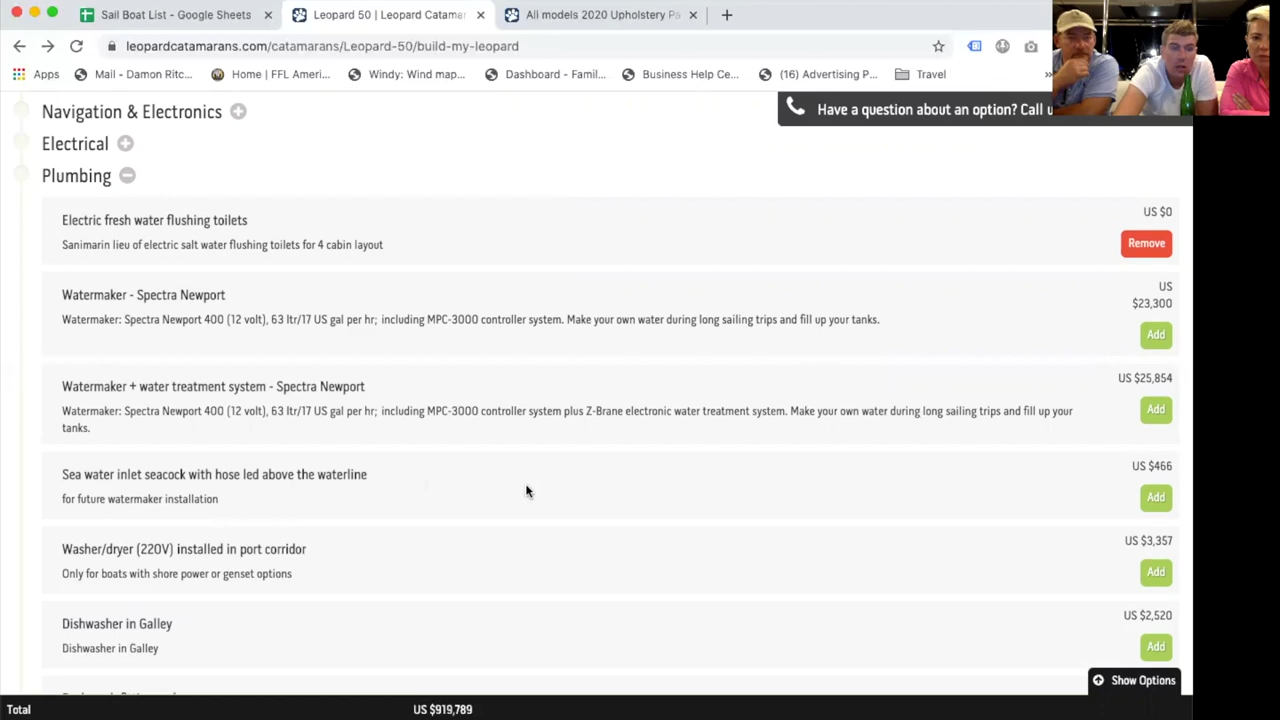 Sail Boat List - Google Sheets
Leopard 50 | Leopard Catamar
All models 2020 Upholstery Pa
leopardcatamarans.com/catamarans/Leopard-50/build-my-leopard
Apps
Mail - Damon Ritc...
Home | FFL Ameri...
Windy: Wind map...
Dashboard - Famil...
Business Help Ce...
(16) Advertising P...
Travel
Navigation & Electronics
Have a question about an option? Call
Electrical
Plumbing
Electric fresh water flushing toilets
US $0
Sanimarin lieu of electric salt water flushing toilets for 4 cabin layout
Remove
Watermaker - Spectra Newport
US
$23,300
Watermaker: Spectra Newport 400 (12 volt), 63 ltr/17 US gal per hr; including MPC-3000 controller system. Make your own water during long sailing trips and fill up your tanks.
Add
Watermaker + water treatment system - Spectra Newport
US $25,854
Watermaker: Spectra Newport 400 (12 volt), 63 ltr/17 US gal per hr; including MPC-3000 controller system plus Z-Brane electronic water treatment system. Make your own water during long sailing trips and fill up your
tanks.
Add
Sea water inlet seacock with hose led above the waterline
US $466
for future watermaker installation
Add
Washer/dryer (220V) installed in port corridor
US $3,357
Only for boats with shore power or genset options
Add
Dishwasher in Galley
US $2,520
Dishwasher in Galley
Add
Show Options
Total
US $919,789